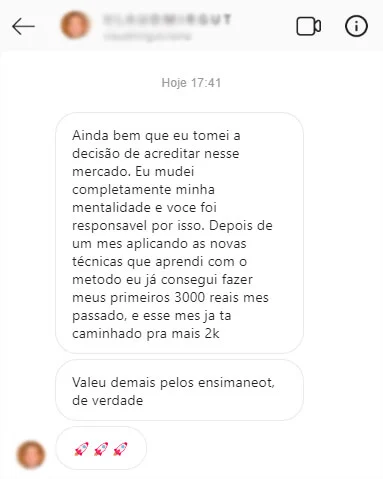 Hoje 17:41
Ainda bem que eu tomei a
decisão de acreditar nesse
mercado. Eu mudei
completamente minha
mentalidade e voce foi
responsavel por isso. Depois de
um mes aplicando as novas
técnicas que aprendi com o
metodo eu já consegui fazer
meus primeiros 3000 reais mes
passado, e esse mes ja ta
caminhado pra mais 2k
Valeu demais pelos ensimaneot,
de verdade
🚀🚀🚀